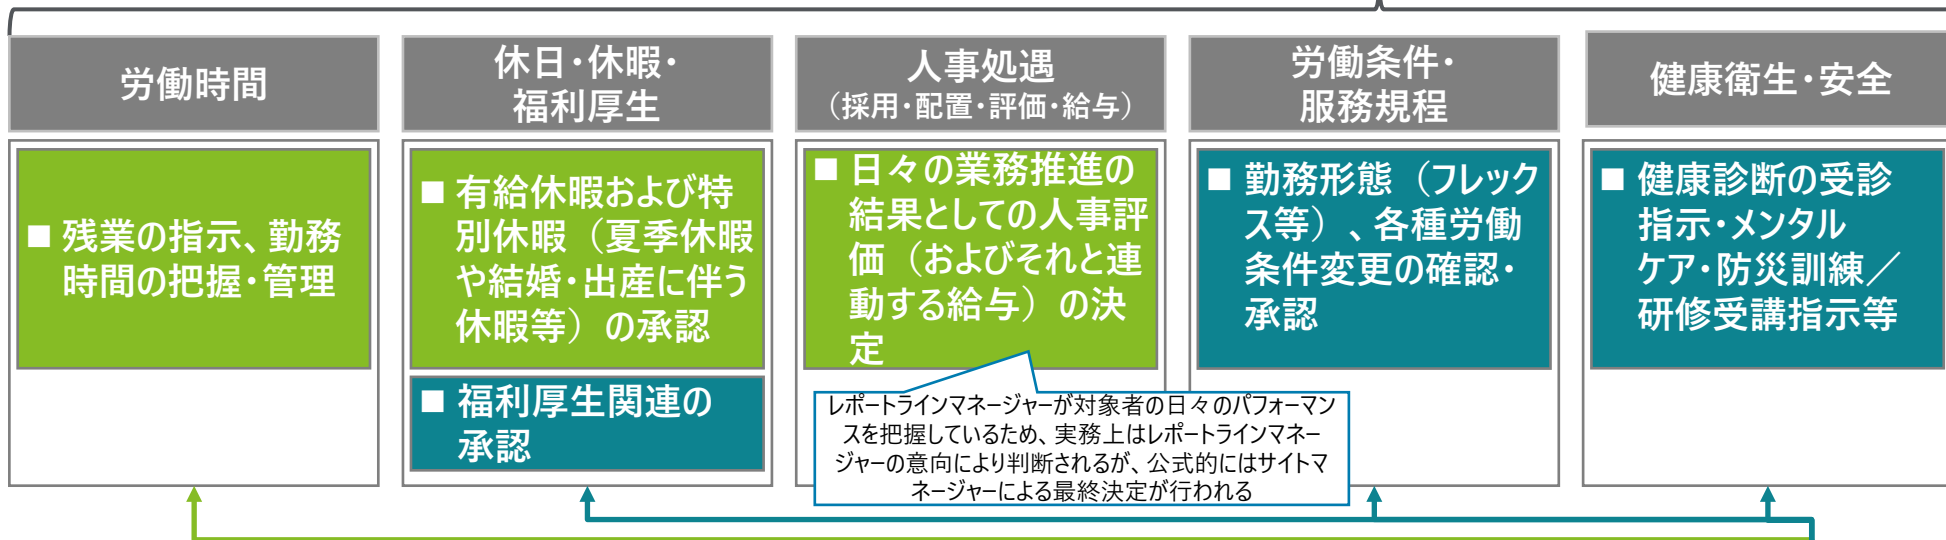 労働時間
休日・休暇・
福利厚生
人事処遇
（採用・配置・評価・給与）
労働条件・
服務規程
健康衛生・安全
■ 残業の指示、勤務
時間の把握・管理
■ 有給休暇および特
別休暇（夏季休暇
や結婚・出産に伴う
休暇等）の承認
■ 福利厚生関連の
承認
■ 日々の業務推進の
結果としての人事評
価（およびそれと連
動する給与）の決
定
レポートラインマネージャーが対象者の日々のパフォーマン
スを把握しているため、実務上はレポートラインマネー
ジャーの意向により判断されるが、公式的にはサイトマ
ネージャーによる最終決定が行われる
■ 勤務形態（フレック
ス等）、各種労働
条件変更の確認・
承認
■ 健康診断の受診
指示・メンタル
ケア・防災訓練／
研修受講指示等